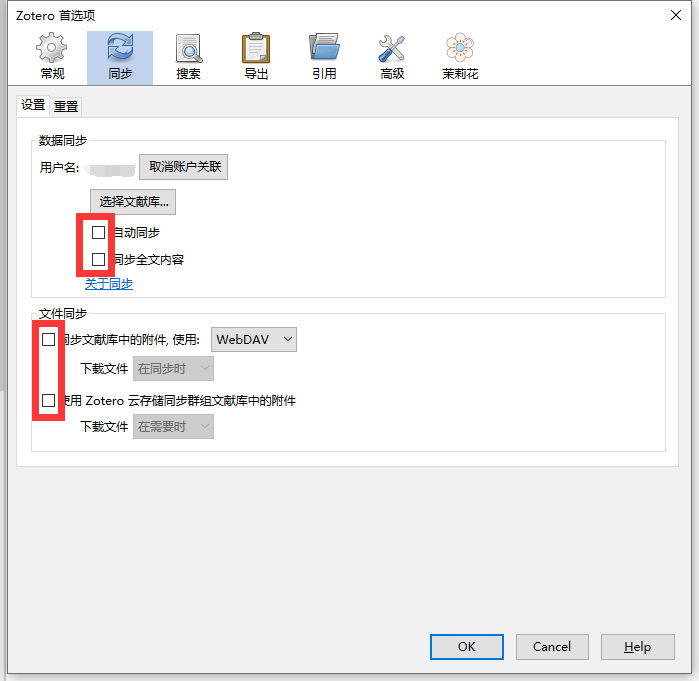 Zotero 首选项
常规 同步 搜索 导出 引用 高级 茉莉花
设置 重置
数据同步
用户名: 取消账户关联
选择文献库...
自动同步
同步全文内容
关于同步
文件同步
同步文献库中的附件, 使用: WebDAV
下载文件 在同步时
使用 Zotero 云存储同步群组文献库中的附件
下载文件 在需要时
OK Cancel Help